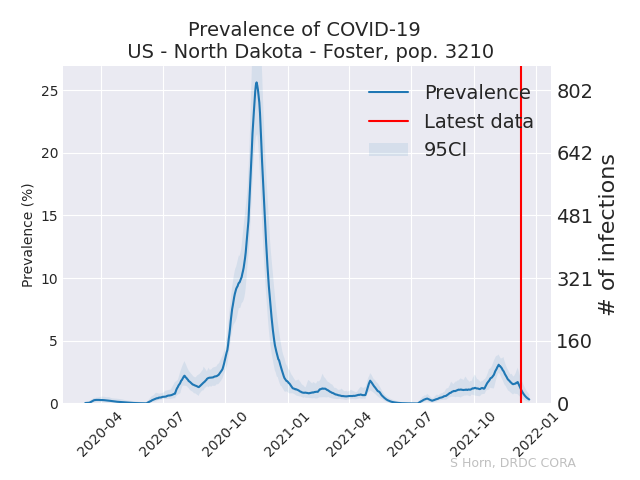 Prevalence of COVID-19
US - North Dakota - Foster, pop. 3210
Prevalence
Latest data
95CI
25
20
15
10
5
0
Prevalence (%)
802
642
481
321
160
0
# of infections
2020-04
2020-07
2020-10
2021-01
2021-04
2021-07
2021-10
2022-01
S Horn, DRDC CORA